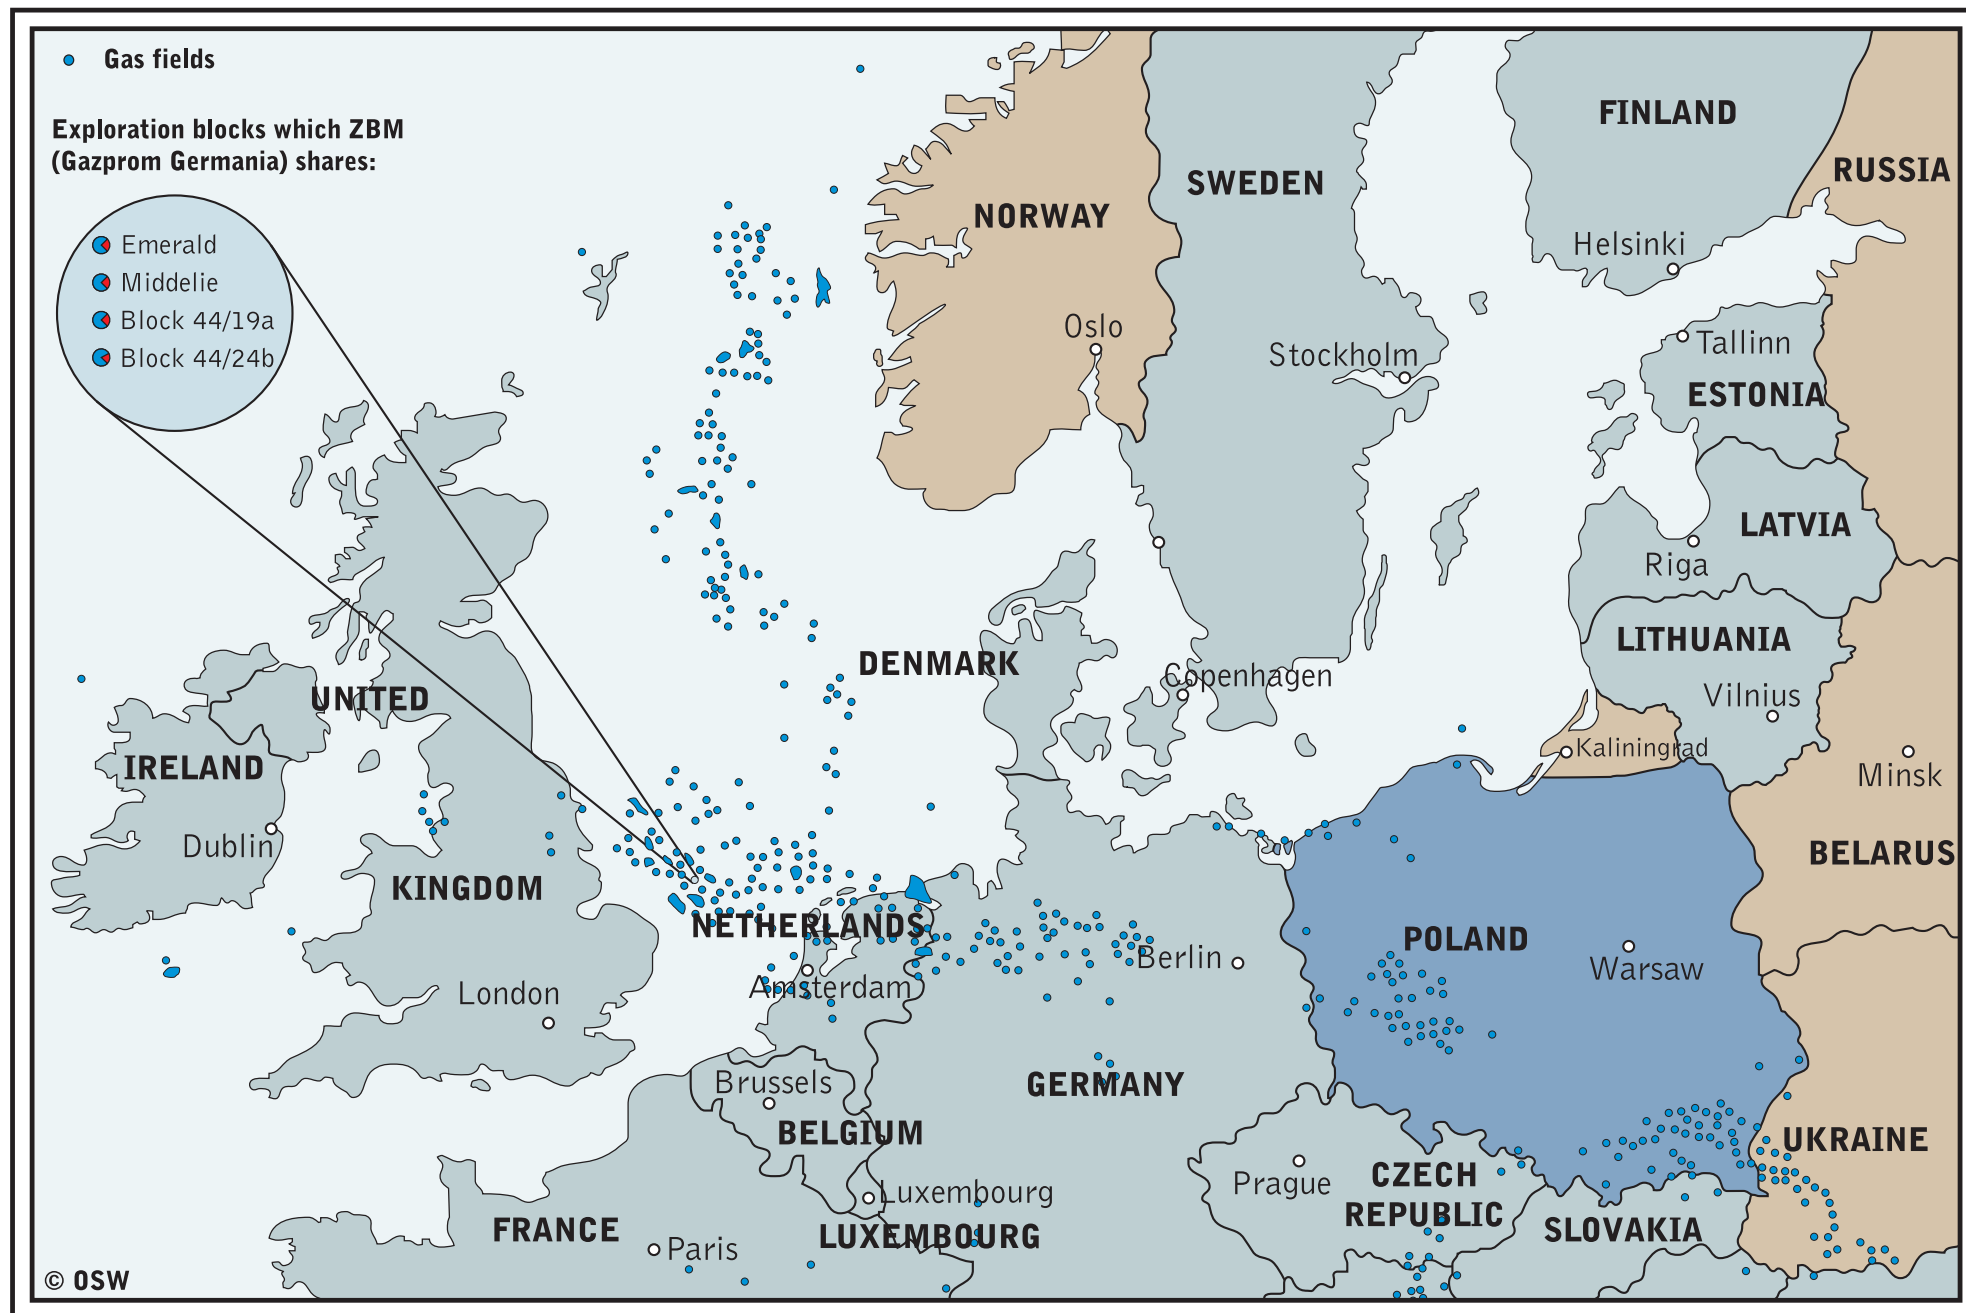 Gas fields
Exploration blocks which ZBM
(Gazprom Germania) shares:
Emerald
Middelie
Block 44/19a
Block 44/24b
FINLAND
RUSSIA
SWEDEN
NORWAY
Helsinki
Oslo
Tallinn
Stockholm
ESTONIA
LATVIA
Riga
LITHUANIA
DENMARK
Copenhagen
Vilnius
UNITED
Kaliningrad
IRELAND
Minsk
Dublin
BELARUS
KINGDOM
NETHERLANDS
POLAND
Berlin
Warsaw
Amsterdam
London
Brussels
GERMANY
BELGIUM
UKRAINE
Prague
CZECH
REPUBLIC
Luxembourg
FRANCE
LUXEMBOURG
SLOVAKIA
Paris
© OSW